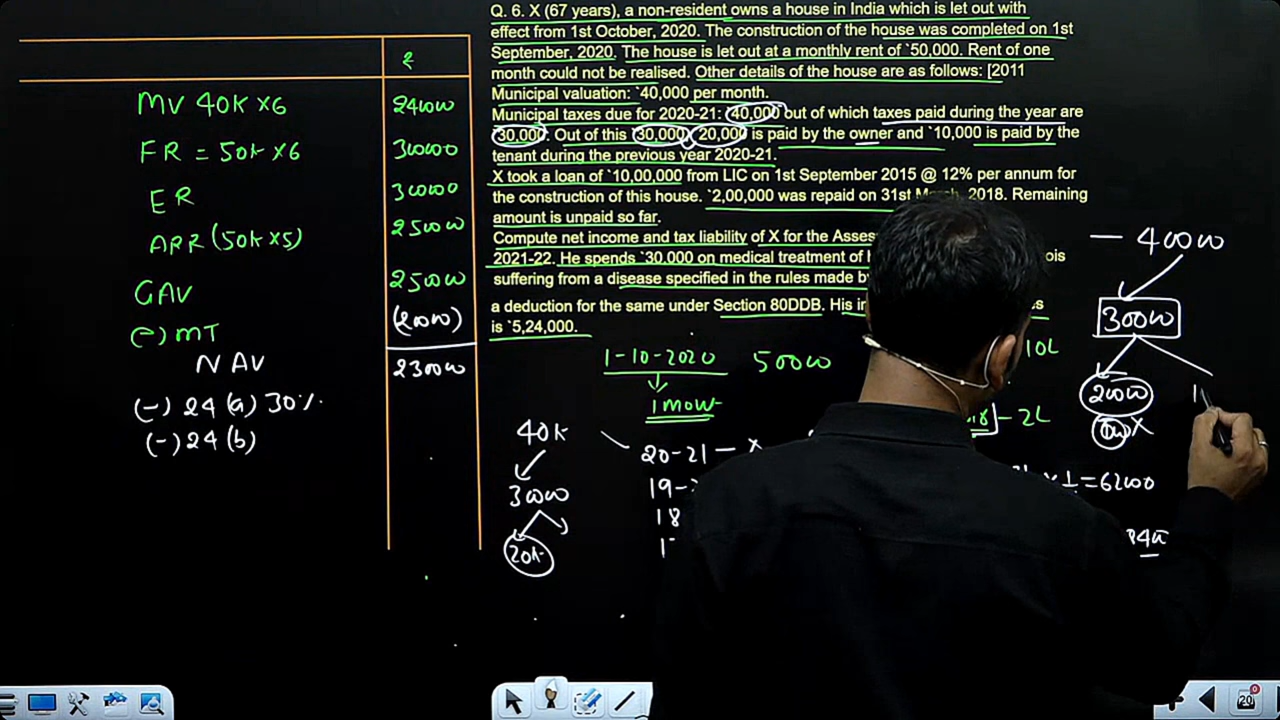 Q. 6. X (67 years), a non-resident owns a house in India which is let out with
effect from 1st October, 2020. The construction of the house was completed on 1st
September, 2020. The house is let out at a monthly rent of `50,000. Rent of one
month could not be realised. Other details of the house are as follows: [2011
Municipal valuation: `40,000 per month.
Municipal taxes due for 2020-21: `40,000 out of which taxes paid during the year are
`30,000. Out of this `30,000, `20,000 is paid by the owner and `10,000 is paid by the
tenant during the previous year 2020-21.
X took a loan of `10,00,000 from LIC on 1st September 2015 @ 12% per annum for
the construction of this house. `2,00,000 was repaid on 31st 2018. Remaining
amount is unpaid so far.
Compute net income and tax liability of X for the
2021-22. He spends `30,000 on medical treatment of
suffering from a disease specified in the rules made
a deduction for the same under Section 80DDB. His
is `5,24,000.
₹
MV 40K × 6 24000
FR = 50K × 6 300000
ER 300000
ARR (50K × 5) 25000
GAV 25000
(-) MT (20000)
NAV 23000
(-) 24 (a) 30%
(-) 24 (b)
1-10-2020 50000 10L
1 mow
- 2L
40K
30000
20K
20-21 - X
19-
18
= 62000
- 40000
30000
20000
X